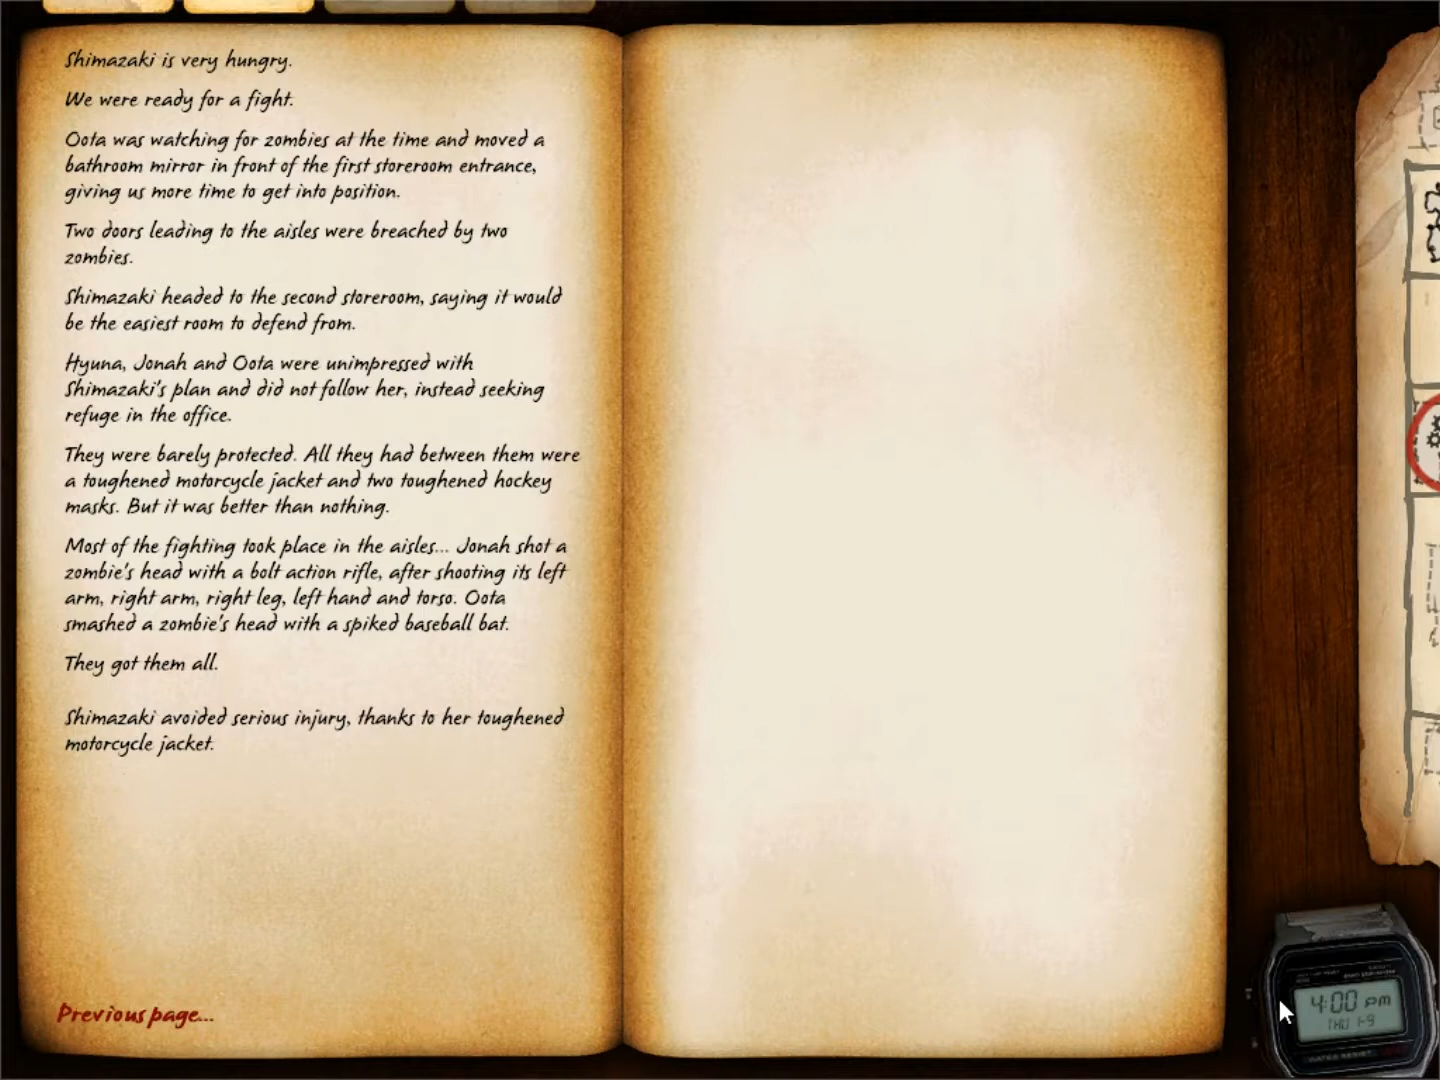 Shimazaki is very hungry.
We were ready for a fight.
Oota was watching for zombies at the time and moved a
bathroom mirror in front of the first storeroom entrance,
giving us more time to get into position.
Two doors leading to the aisles were breached by two
zombies.
Shimazaki headed to the second storeroom, saying it would
be the easiest room to defend from.
Hyuna, Jonah and Oota were unimpressed with
Shimazaki's plan and did not follow her, instead seeking
refuge in the office.
They were barely protected. All they had between them were
a toughened motorcycle jacket and two toughened hockey
masks. But it was better than nothing.
Most of the fighting took place in the aisles... Jonah shot a
zombie's head with a bolt action rifle, after shooting its left
arm, right arm, right leg, left hand and torso. Oota
smashed a zombie's head with a spiked baseball bat.
They got them all.
Shimazaki avoided serious injury, thanks to her toughened
motorcycle jacket.
Previous page...
4:00 PM
THU 1-9
WATER RESIST